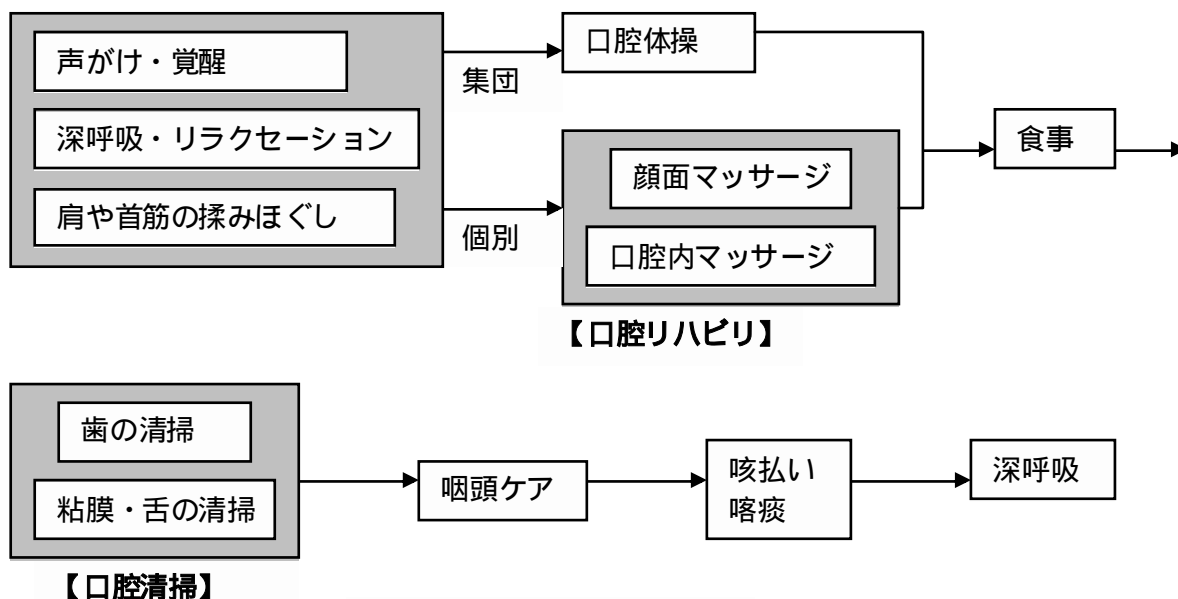 声がけ・覚醒
深呼吸・リラクセーション
肩や首筋の揉みほぐし
集団
個別
口腔体操
顔面マッサージ
口腔内マッサージ
【口腔リハビリ】
食事
歯の清掃
粘膜・舌の清掃
【口腔清掃】
咽頭ケア
咳払い
喀痰
深呼吸